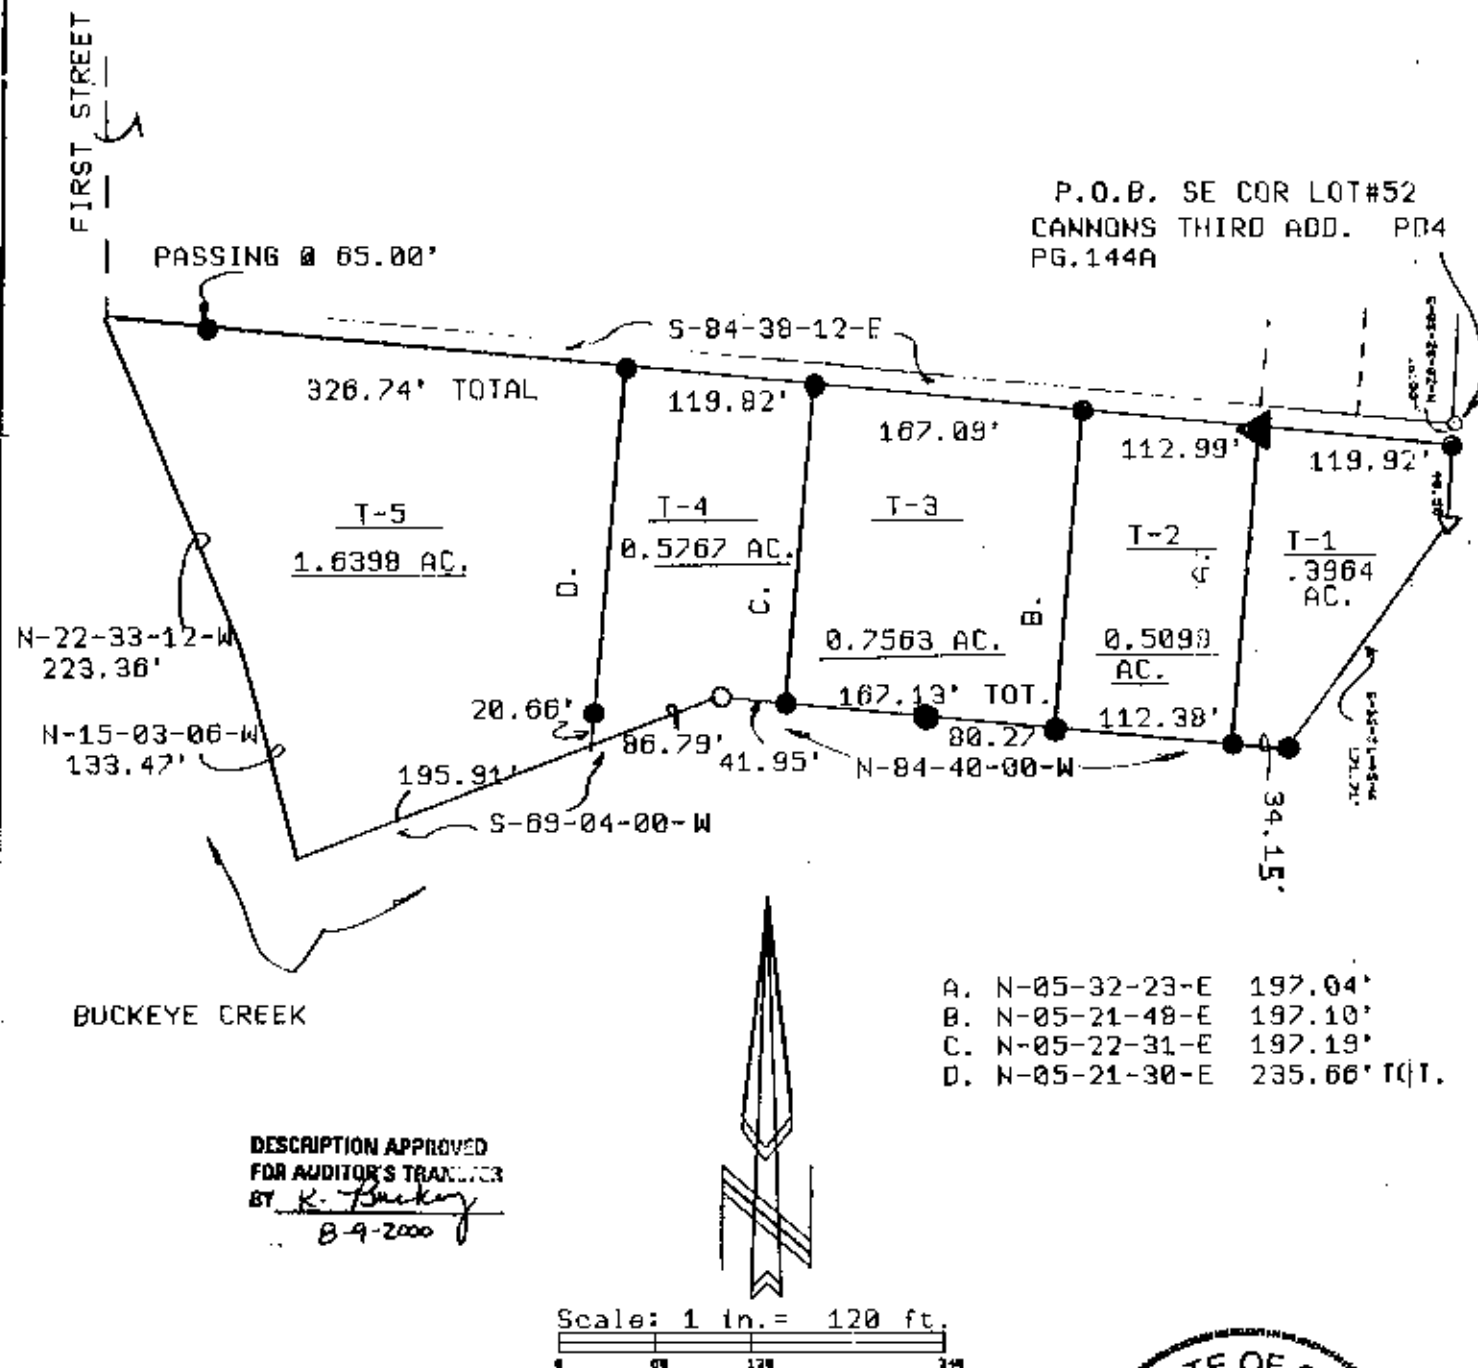 FIRST STREET
P.O.B. SE COR LOT#52
CANNONS THIRD ADD. PB4
PG.144A
PASSING @ 65.00'
S-84-38-12-E
326.74' TOTAL
119.82'
167.09'
112.99'
119.92'
T-5
1.6398 AC.
T-4
0.5767 AC.
T-3
0.7563 AC.
T-2
0.5098
AC.
T-1
.3964
AC.
D.
C.
B.
A.
N-22-33-12-W
223.36'
N-15-03-06-W
133.47'
20.66'
86.79'
41.95'
195.91'
S-69-04-00-W
167.13' TOT.
80.27
112.38'
N-84-40-00-W
34.15'
BUCKEYE CREEK
A. N-05-32-23-E 197.04'
B. N-05-21-48-E 197.10'
C. N-05-22-31-E 197.19'
D. N-05-21-30-E 235.66' TOT.
DESCRIPTION APPROVED
FOR AUDITOR'S TRANSFER
BY K.
8-9-2000
Scale: 1 in.= 120 ft.
0
120
OF